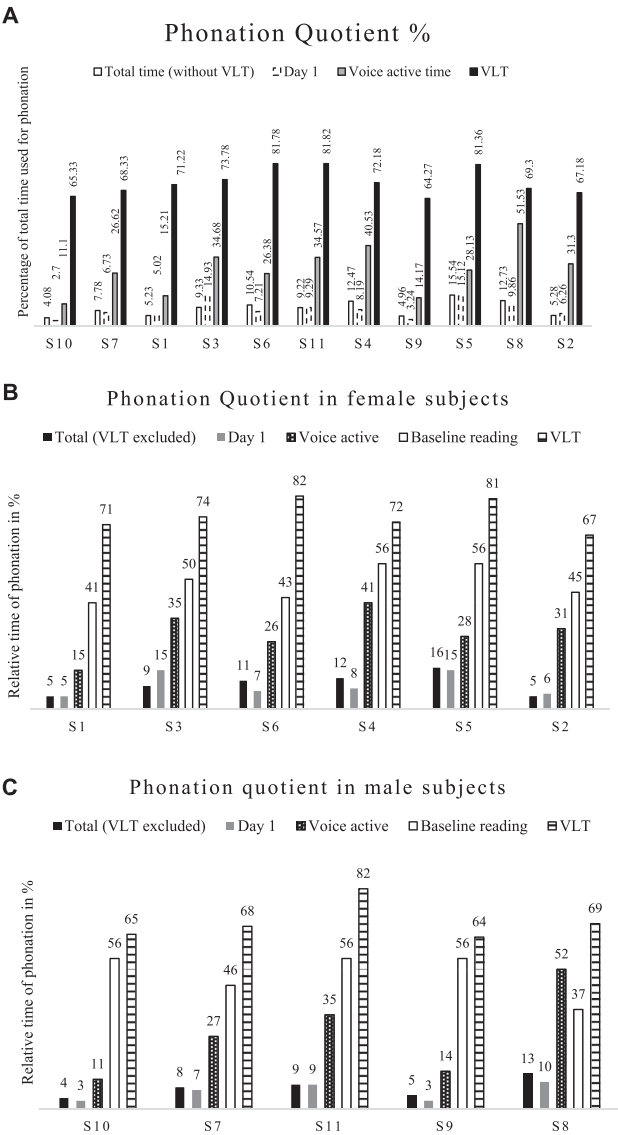 A
Phonation Quotient %
Total time (without VLT) Day 1 Voice active time VLT
Percentage of total time used for phonation
4.08 2.7 11.1 65.33 7.78 6.73 26.62 68.33 5.23 5.02 15.21 71.22 9.33 14.93 34.68 73.78 10.54 7.21 26.38 81.78 9.22 9.29 34.57 81.82 12.47 8.19 40.53 72.18 4.96 3.24 14.17 64.27 15.54 15.12 28.13 81.36 12.73 9.86 51.53 69.3 5.28 6.26 31.3 67.18
S10 S7 S1 S3 S6 S11 S4 S9 S5 S8 S2
B
Phonation Quotient in female subjects
Total (VLT excluded) Day 1 Voice active Baseline reading VLT
Relative time of phonation in %
5 5 15 41 71 9 15 35 50 74 11 7 26 43 82 12 8 41 56 72 16 15 28 56 81 5 6 31 45 67
S1 S3 S6 S4 S5 S2
C
Phonation quotient in male subjects
Total (VLT excluded) Day 1 Voice active Baseline reading VLT
Relative time of phonation in %
4 3 11 56 65 8 7 27 46 68 9 9 35 56 82 5 3 14 56 64 13 10 52 37 69
S10 S7 S11 S9 S8